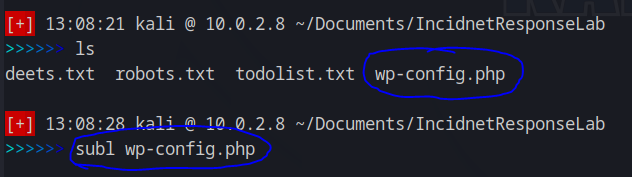 [+] 13:08:21 kali @ 10.0.2.8 ~/Documents/IncidnetResponseLab
>>>>>> ls
deets.txt robots.txt todolist.txt wp-config.php
[+] 13:08:28 kali @ 10.0.2.8 ~/Documents/IncidnetResponseLab
>>>>>> subl wp-config.php